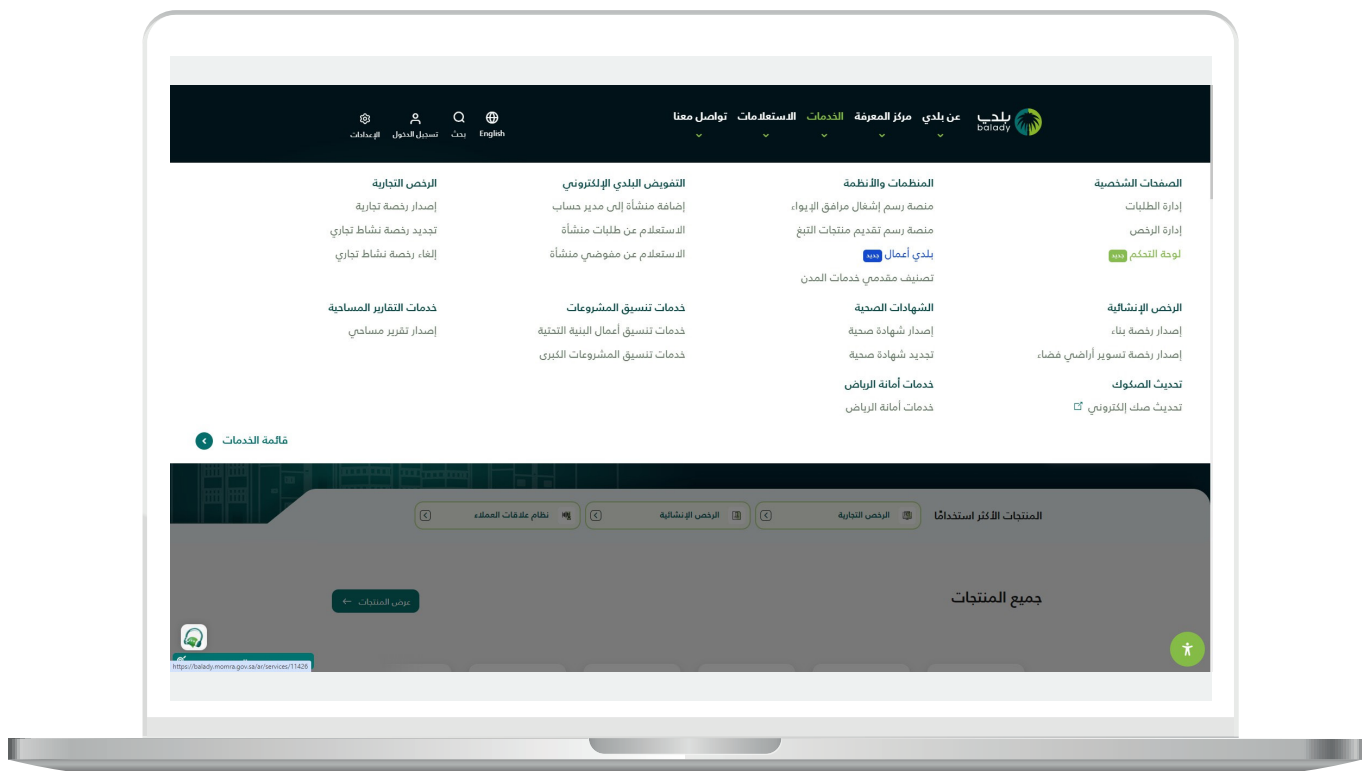 بلدي
balady
عن بلدي
مركز المعرفة
الخدمات
الاستعلامات
تواصل معنا
English
بحث
تسجيل الدخول
الإعدادات
الصفحات الشخصية
إدارة الطلبات
إدارة الرخص
لوحة التحكم جديد
المنظمات والأنظمة
منصة رسم إشغال مرافق الإيواء
منصة رسم تقديم منتجات التبغ
بلدي أعمال جديد
تصنيف مقدمي خدمات المدن
التفويض البلدي الإلكتروني
إضافة منشأة إلى مدير حساب
الاستعلام عن طلبات منشأة
الاستعلام عن مفوضي منشأة
الرخص التجارية
إصدار رخصة تجارية
تجديد رخصة نشاط تجاري
إلغاء رخصة نشاط تجاري
الرخص الإنشائية
إصدار رخصة بناء
إصدار رخصة تسوير أراضي فضاء
الشهادات الصحية
إصدار شهادة صحية
تجديد شهادة صحية
خدمات تنسيق المشروعات
خدمات تنسيق أعمال البنية التحتية
خدمات تنسيق المشروعات الكبرى
خدمات التقارير المساحية
إصدار تقرير مساحي
تحديث الصكوك
تحديث صك إلكتروني
خدمات أمانة الرياض
خدمات أمانة الرياض
قائمة الخدمات
المنتجات الأكثر استخدامًا
الرخص التجارية
الرخص الإنشائية
نظام علاقات العملاء
جميع المنتجات
عرض المنتجات
https://balady.momra.gov.sa/ar/services/11426